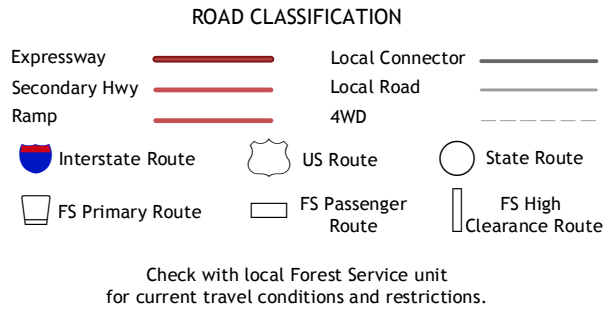 ROAD CLASSIFICATION
Expressway
Local Connector
Secondary Hwy
Local Road
Ramp
4WD
Interstate Route
US Route
State Route
FS Primary Route
FS Passenger
Route
FS High
Clearance Route
Check with local Forest Service unit
for current travel conditions and restrictions.